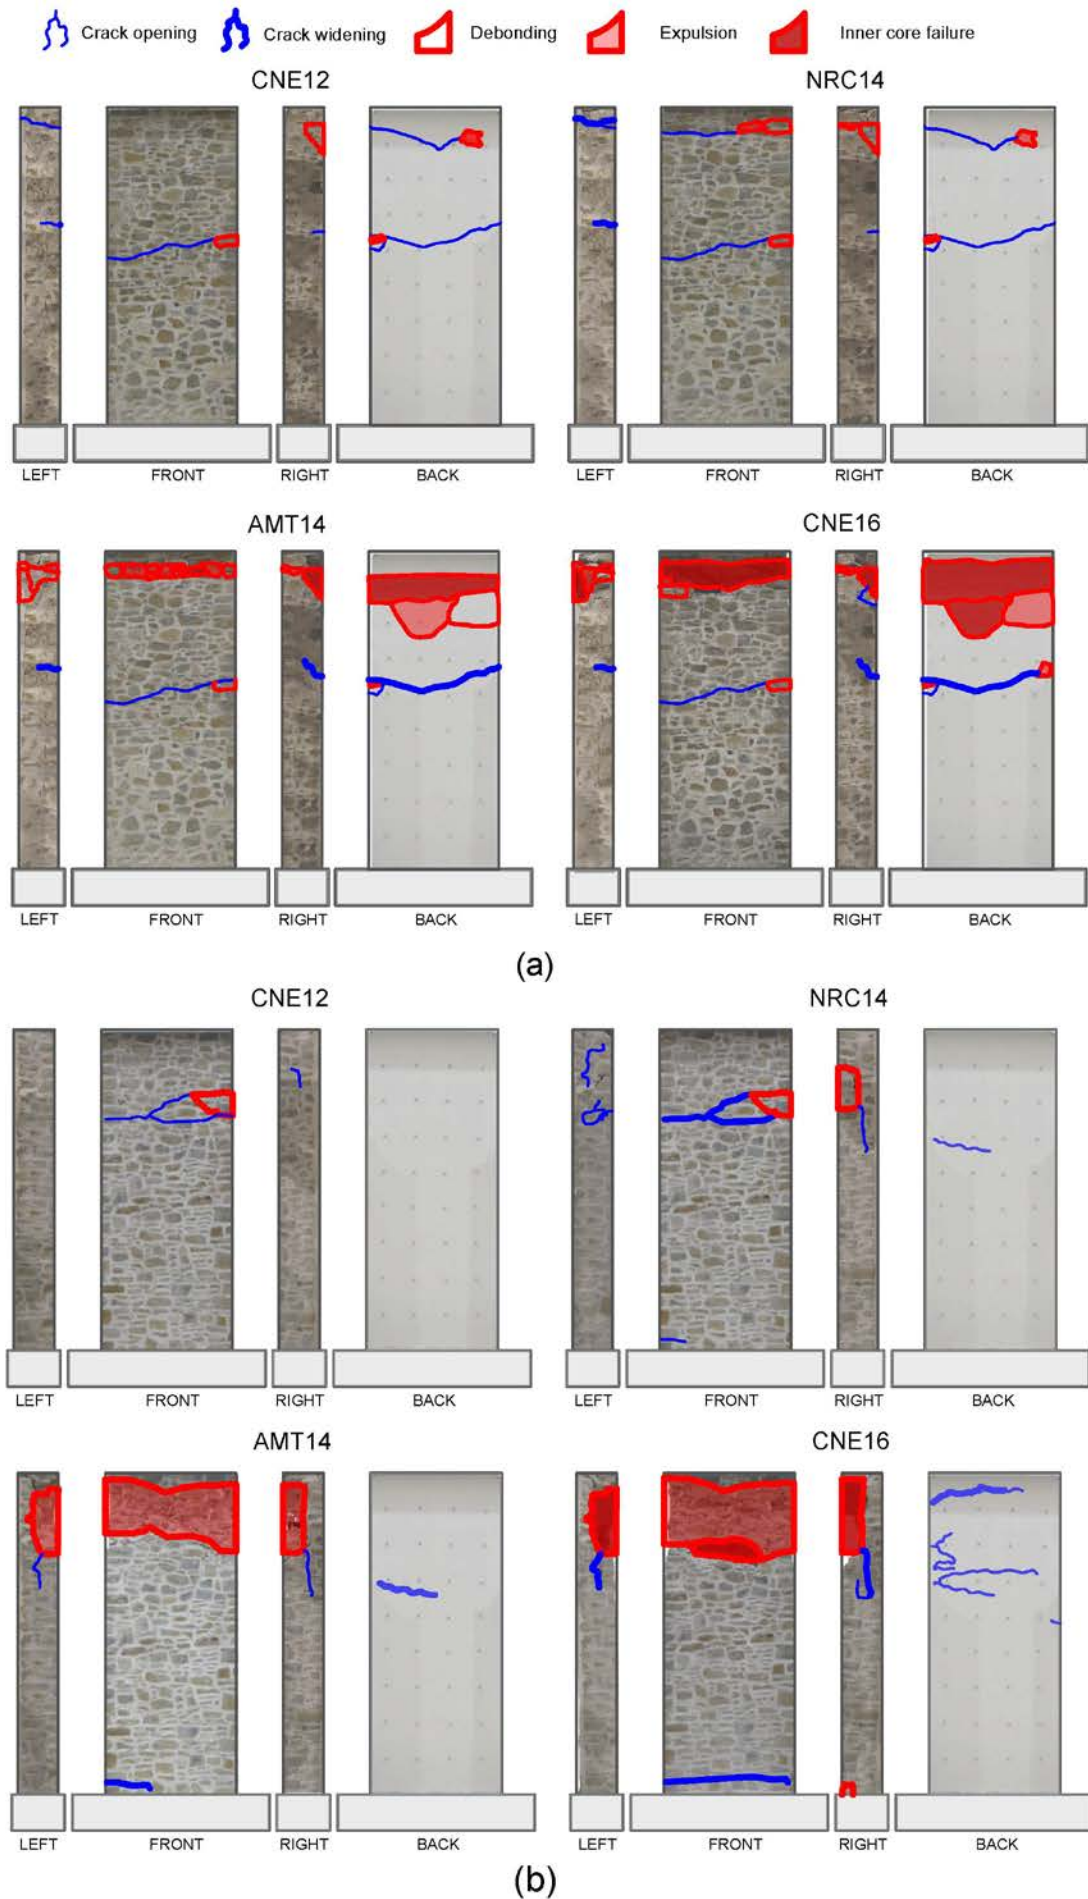 Crack opening Crack widening Debonding Expulsion Inner core failure
CNE12 NRC14
LEFT FRONT RIGHT BACK LEFT FRONT RIGHT BACK
AMT14 CNE16
LEFT FRONT RIGHT BACK LEFT FRONT RIGHT BACK
(a)
CNE12 NRC14
LEFT FRONT RIGHT BACK LEFT FRONT RIGHT BACK
AMT14 CNE16
LEFT FRONT RIGHT BACK LEFT FRONT RIGHT BACK
(b)